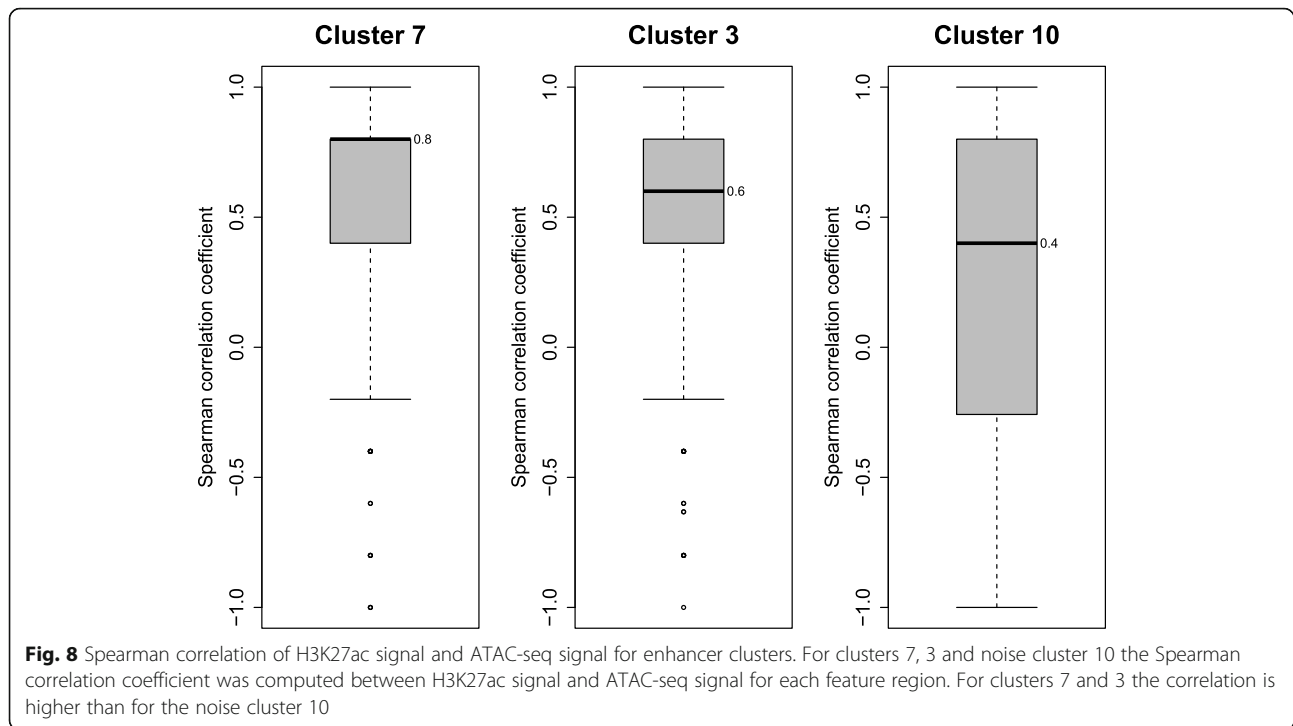 Cluster 7
Cluster 3
Cluster 10
Spearman correlation coefficient
1.0
0.5
0.0
−0.5
−1.0
0.8
Spearman correlation coefficient
1.0
0.5
0.0
−0.5
−1.0
0.6
Spearman correlation coefficient
1.0
0.5
0.0
−0.5
−1.0
0.4
Fig. 8 Spearman correlation of H3K27ac signal and ATAC-seq signal for enhancer clusters. For clusters 7, 3 and noise cluster 10 the Spearman
correlation coefficient was computed between H3K27ac signal and ATAC-seq signal for each feature region. For clusters 7 and 3 the correlation is
higher than for the noise cluster 10